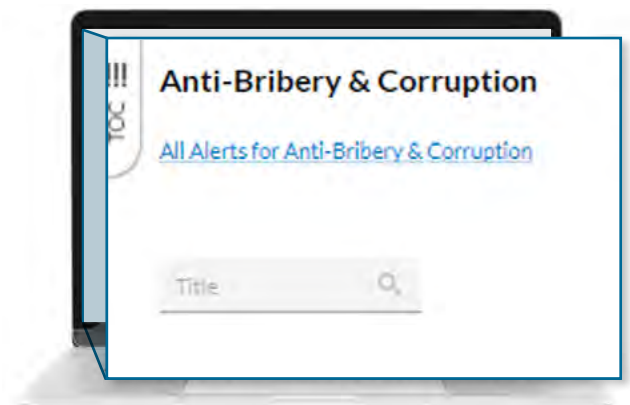 TOC
Anti-Bribery & Corruption
All Alerts for Anti-Bribery & Corruption
Title